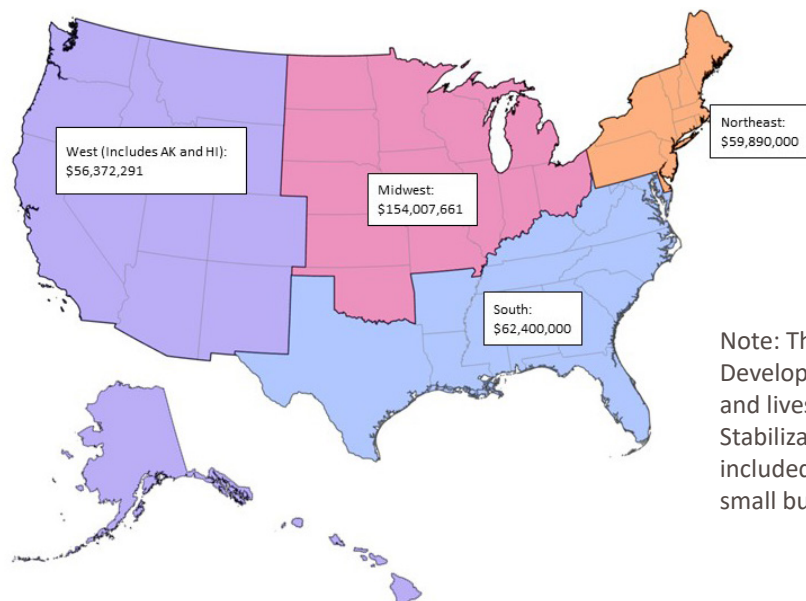 West (Includes AK and HI):
$56,372,291
Midwest:
$154,007,661
Northeast:
$59,890,000
South:
$62,400,000
Note:
Develop
and lives
Stabiliza
included
small bu